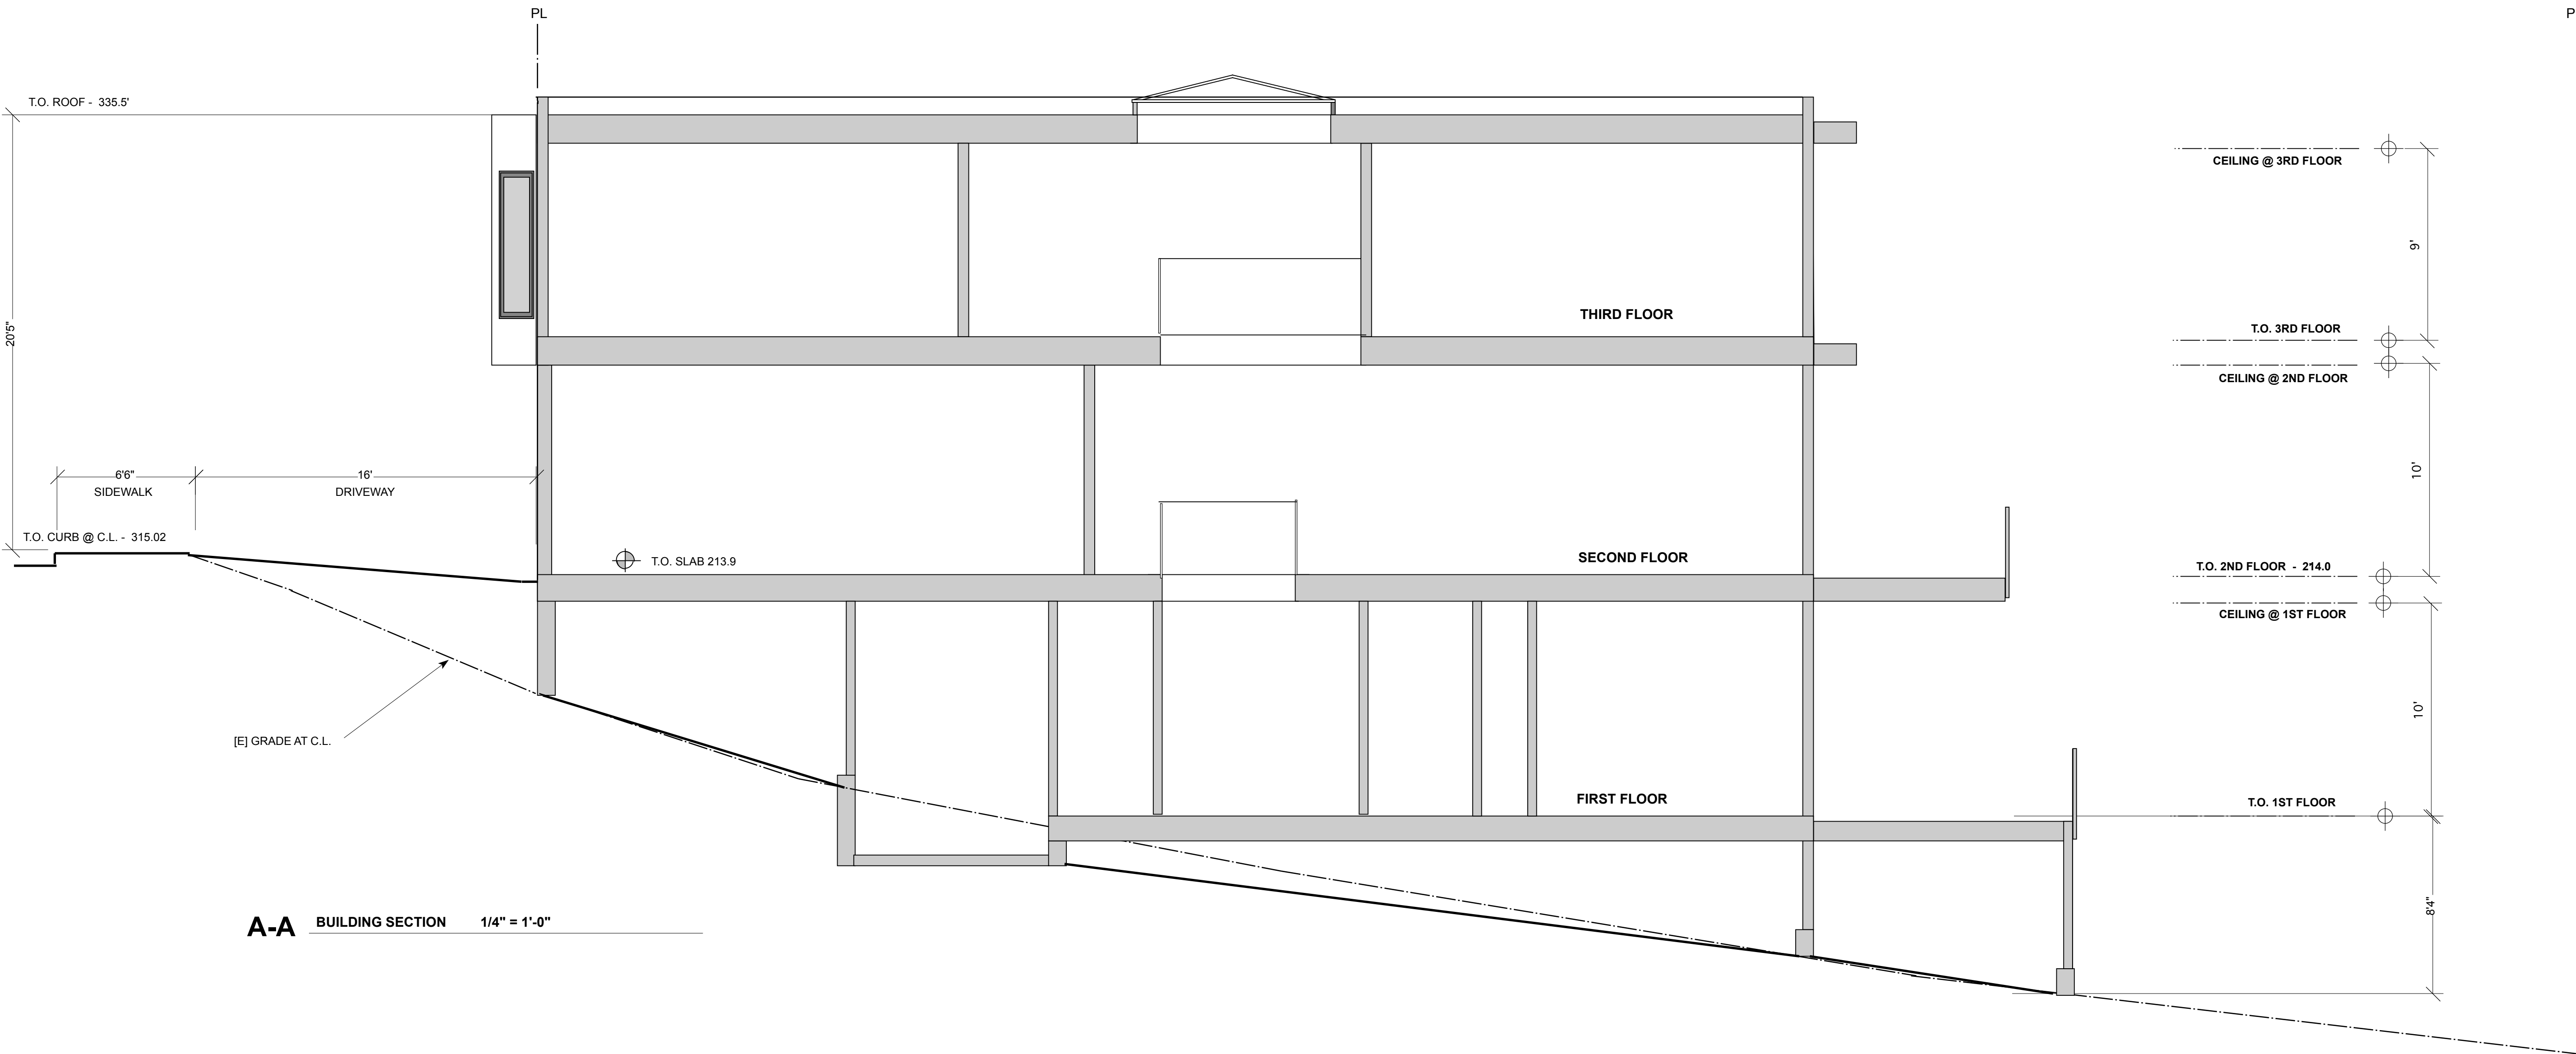 PL
P
T.O. ROOF - 335.5'
CEILING @ 3RD FLOOR
9'
THIRD FLOOR
T.O. 3RD FLOOR
20'5"
CEILING @ 2ND FLOOR
6'6"
16'
10'
SIDEWALK
DRIVEWAY
T.O. CURB @ C.L. - 315.02
T.O. SLAB 213.9
SECOND FLOOR
T.O. 2ND FLOOR - 214.0
CEILING @ 1ST FLOOR
10'
[E] GRADE AT C.L.
FIRST FLOOR
T.O. 1ST FLOOR
8'4"
A-A BUILDING SECTION 1/4" = 1'-0"